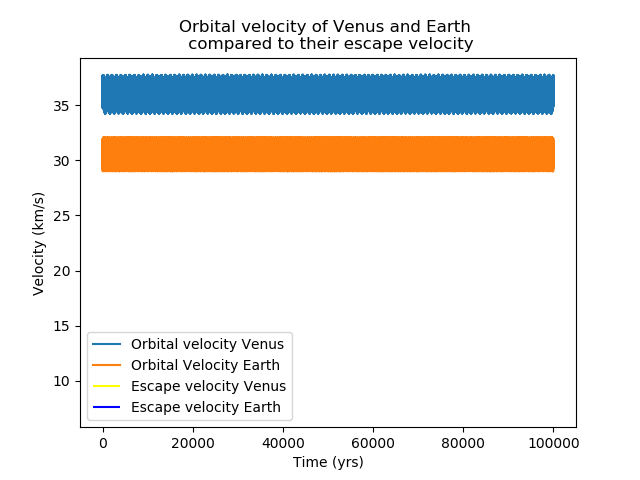 Orbital velocity of Venus and Earth
compared to their escape velocity
Velocity (km/s)
35
30
25
20
15
10
Orbital velocity Venus
Orbital Velocity Earth
Escape velocity Venus
Escape velocity Earth
0 20000 40000 60000 80000 100000
Time (yrs)